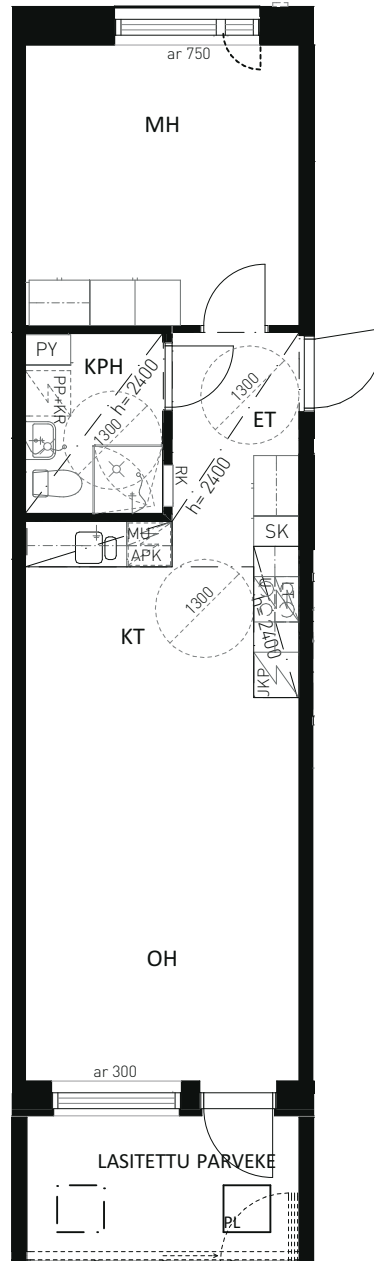 ar 750
MH
PY
KPH
PP+KR
h= 2400
1300
1300
ET
RK
h= 2400
SK
MU
APK
1300
KT
h= 2400
JKP
OH
ar 300
LASITETTU PARVEKE
PL